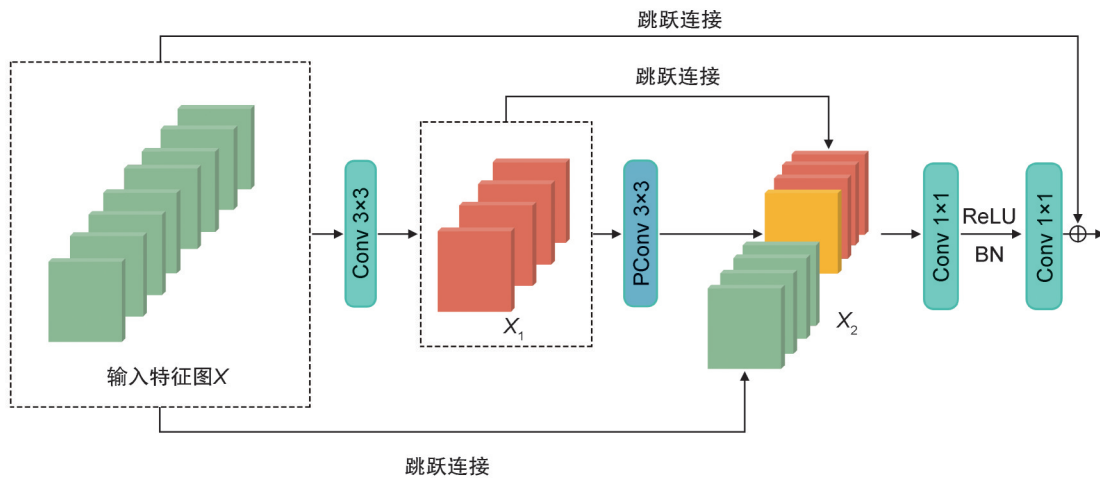 跳跃连接
跳跃连接
Conv 3×3
PConv 3×3
Conv 1×1
ReLU
BN
Conv 1×1
X₁
X₂
输入特征图X
跳跃连接